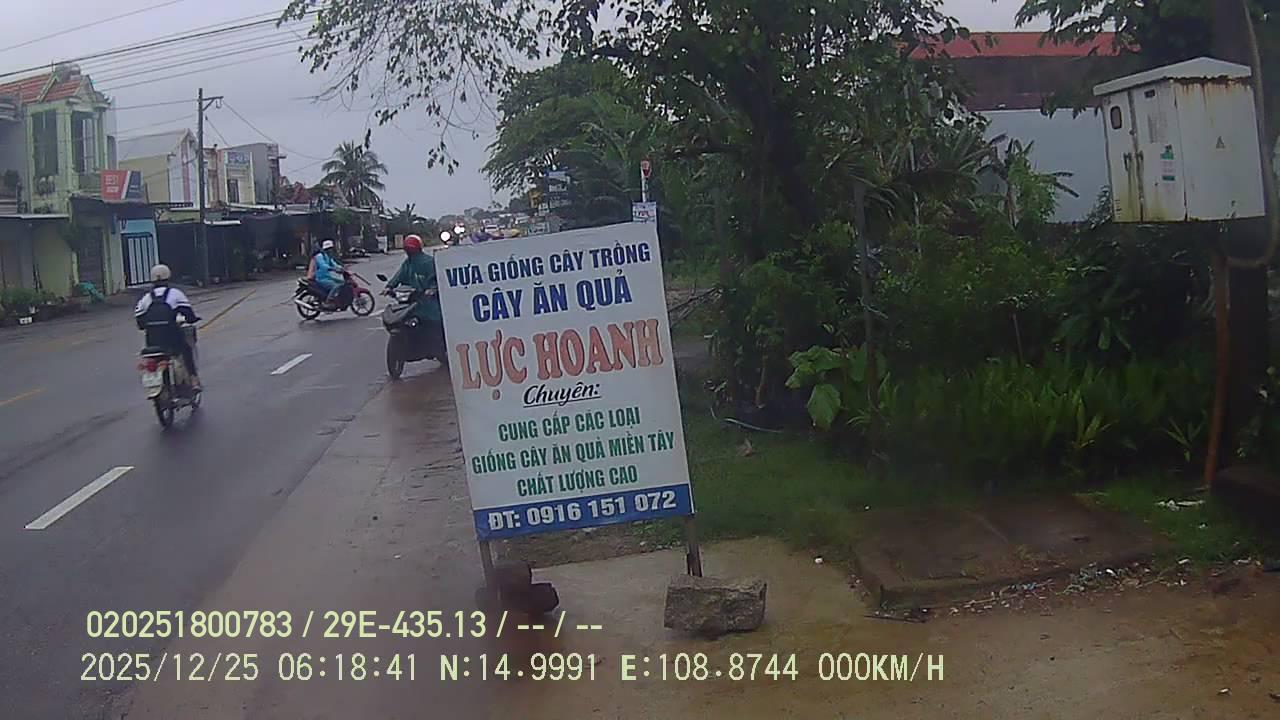 VỰA GIỐNG CÂY TRỒNG
CÂY ĂN QUẢ
LỰC HOANH
Chuyên:
CUNG CẤP CÁC LOẠI
GIỐNG CÂY ĂN QUẢ MIỀN TÂY
CHẤT LƯỢNG CAO
ĐT: 0916 151 072
020251800783 / 29E-435.13 / -- / --
2025/12/25 06:18:41 N:14.9991 E:108.8744 000KM/H